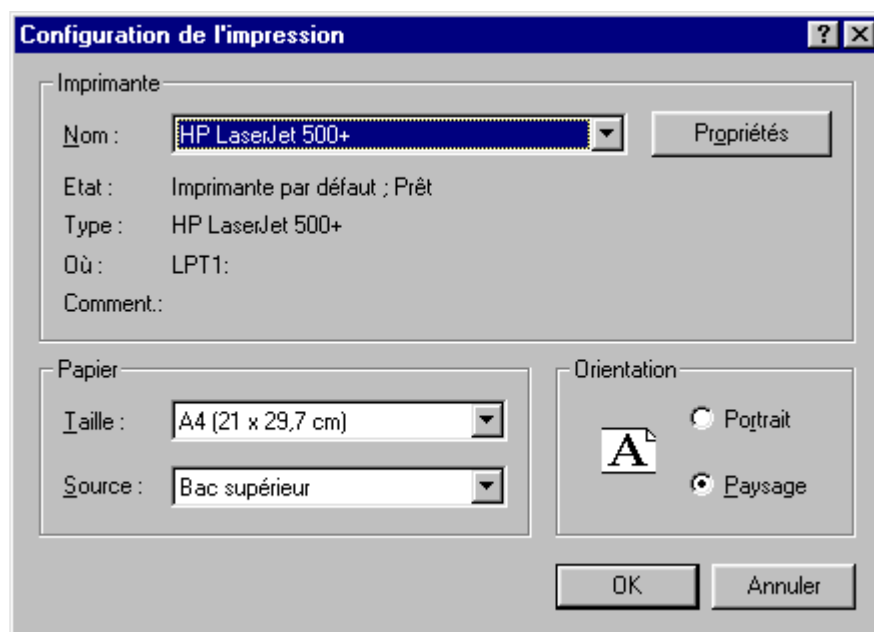 Configuration de l'impression
Imprimante
Nom :
HP LaserJet 500+
Propriétés
Etat :
Imprimante par défaut ; Prêt
Type :
HP LaserJet 500+
Où :
LPT1:
Comment.:
Papier
Taille :
A4 (21 x 29,7 cm)
Source :
Bac supérieur
Orientation
A
Portrait
Paysage
OK
Annuler